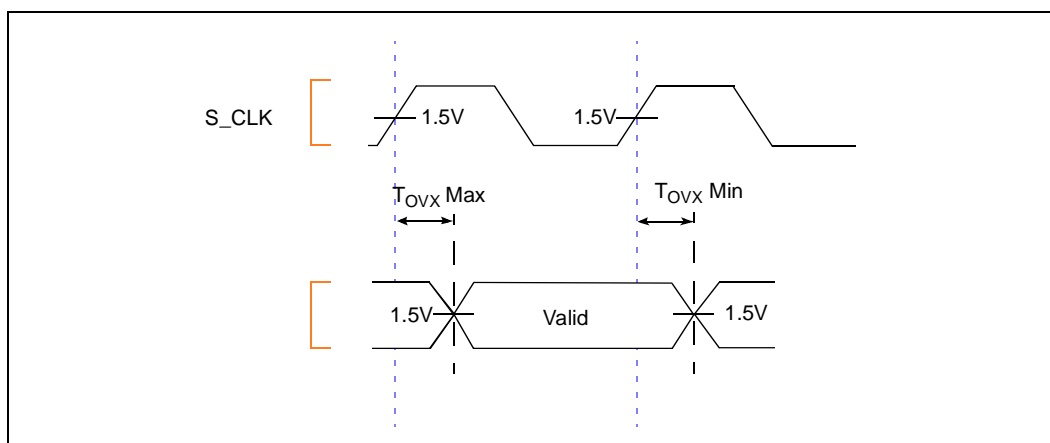 S_CLK
1.5V
1.5V
TOVX Max
TOVX Min
1.5V
Valid
1.5V